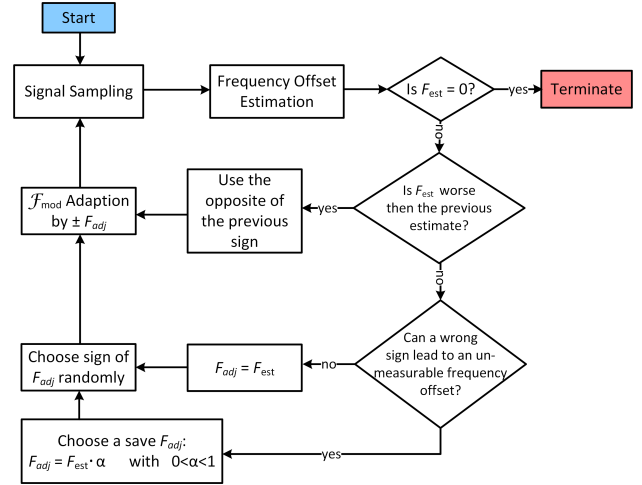 Start
Signal Sampling
Frequency Offset
Estimation
Is Fest = 0?
yes
Terminate
no
Is Fest worse
then the previous
estimate?
yes
Use the
opposite of
the previous
sign
ℱmod Adaption
by ± Fadj
no
Can a wrong
sign lead to an un-
measurable frequency
offset?
no
Fadj = Fest
Choose sign of
Fadj randomly
yes
Choose a save Fadj:
Fadj = Fest· α with 0<α<1